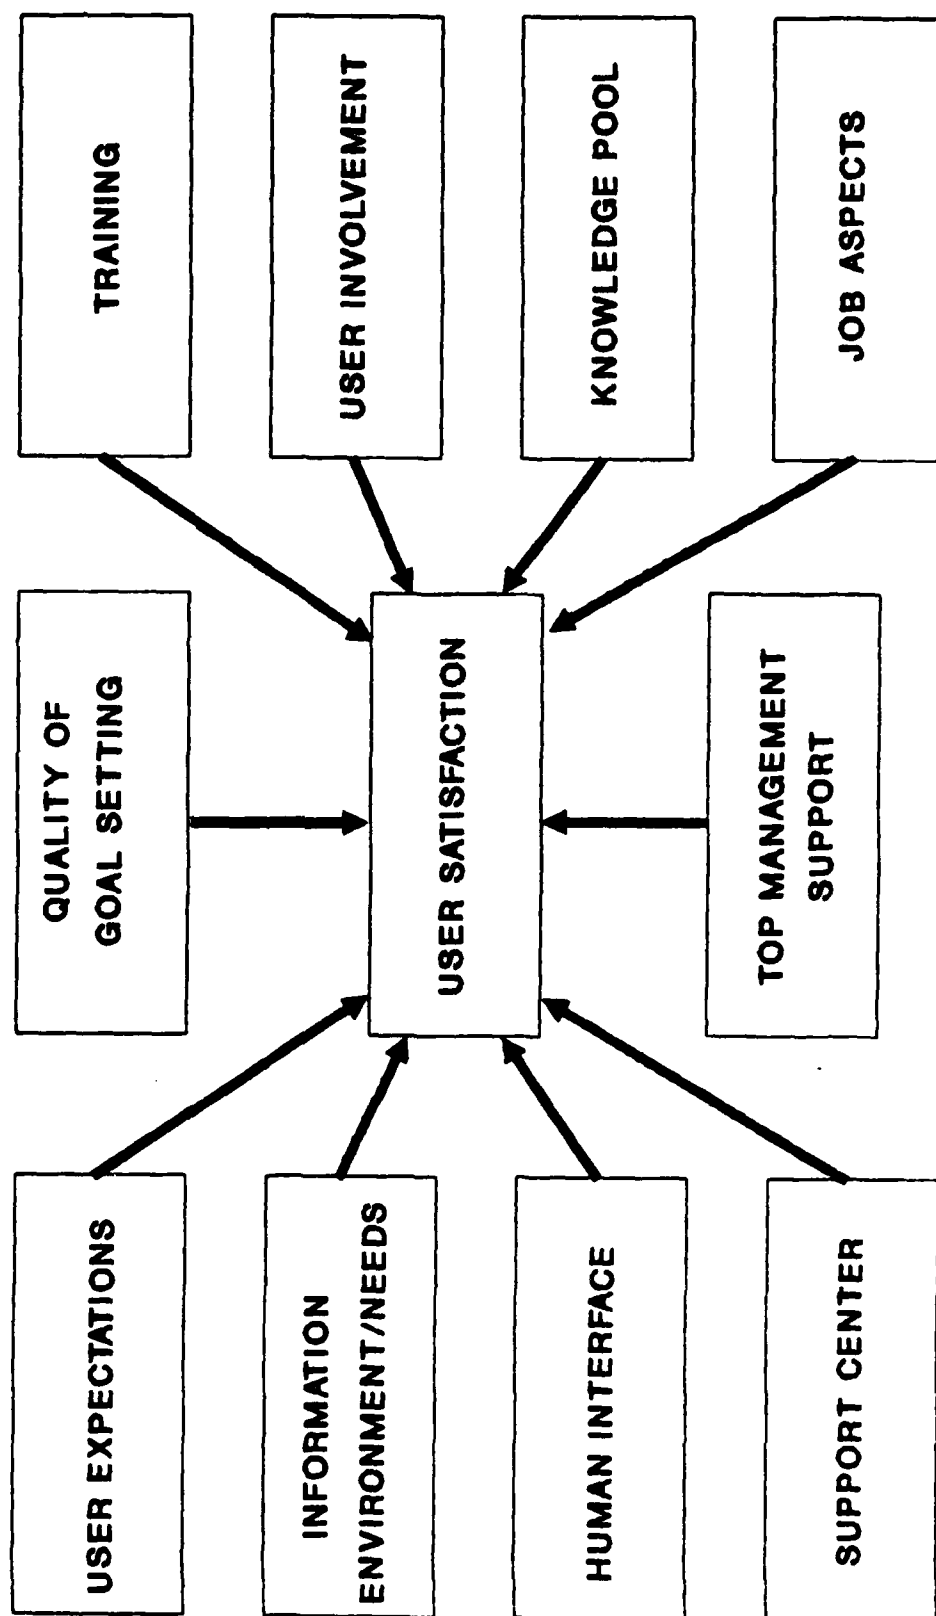 USER EXPECTATIONS
INFORMATION
ENVIRONMENT/NEEDS
HUMAN INTERFACE
SUPPORT CENTER
QUALITY OF
GOAL SETTING
USER SATISFACTION
TOP MANAGEMENT
SUPPORT
TRAINING
USER INVOLVEMENT
KNOWLEDGE POOL
JOB ASPECTS